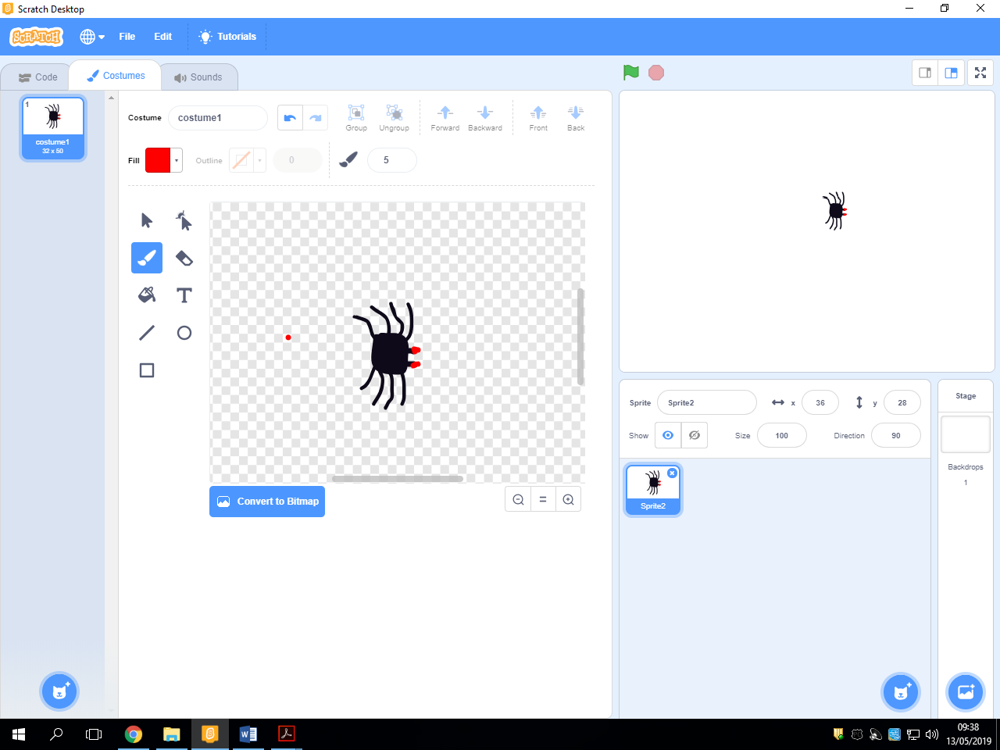 Scratch Desktop
SCRATCH
File
Edit
Tutorials
Code
Costumes
Sounds
1
costume1
32 x 50
Costume
costume1
Group
Ungroup
Forward
Backward
Front
Back
Fill
Outline
0
5
Convert to Bitmap
Sprite
Sprite2
x
36
y
28
Show
Size
100
Direction
90
Sprite2
Stage
Backdrops
1
09:38
13/05/2019